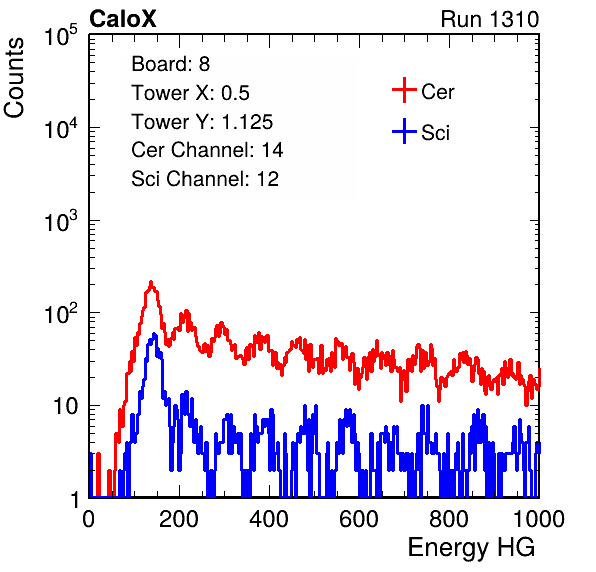 CaloX
Run 1310
Counts
10^5
10^4
10^3
10^2
10
1
Board: 8
Tower X: 0.5
Tower Y: 1.125
Cer Channel: 14
Sci Channel: 12
Cer
Sci
0 200 400 600 800 1000
Energy HG